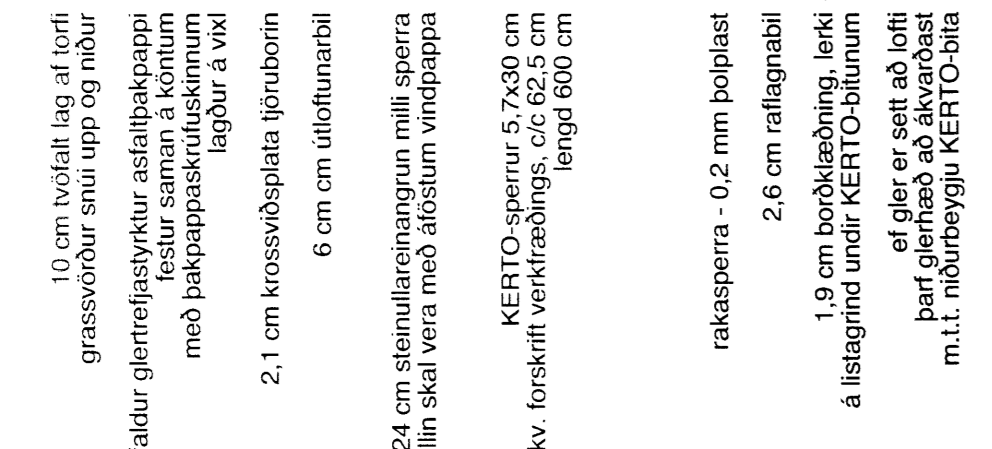 10 cm tvöfalt lag af torfi
grassvörður snúi upp og niður
faldur glertrefjastyrktur asfaltþakpappi
festur saman á köntum
með þakpappaskrúfuskinnum
lagður á vixl
2,1 cm krossviðsplata tjöruborin
6 cm cm útloftunarbil
24 cm steinullareinangrun milli sperra
llin skal vera með áföstum vindpappa
KERTO-sperrur 5,7x30 cm
kv. forskrift verkfræðings, c/c 62,5 cm
lengd 600 cm
rakasperra - 0,2 mm þolplast
2,6 cm raflagnabil
1,9 cm borðklæðning, lerki
á listagrind undir KERTO-bitunum
ef gler er sett að lofti
þarf glerhæð að ákvarðast
m.t.t. niðurbeygju KERTO-bita